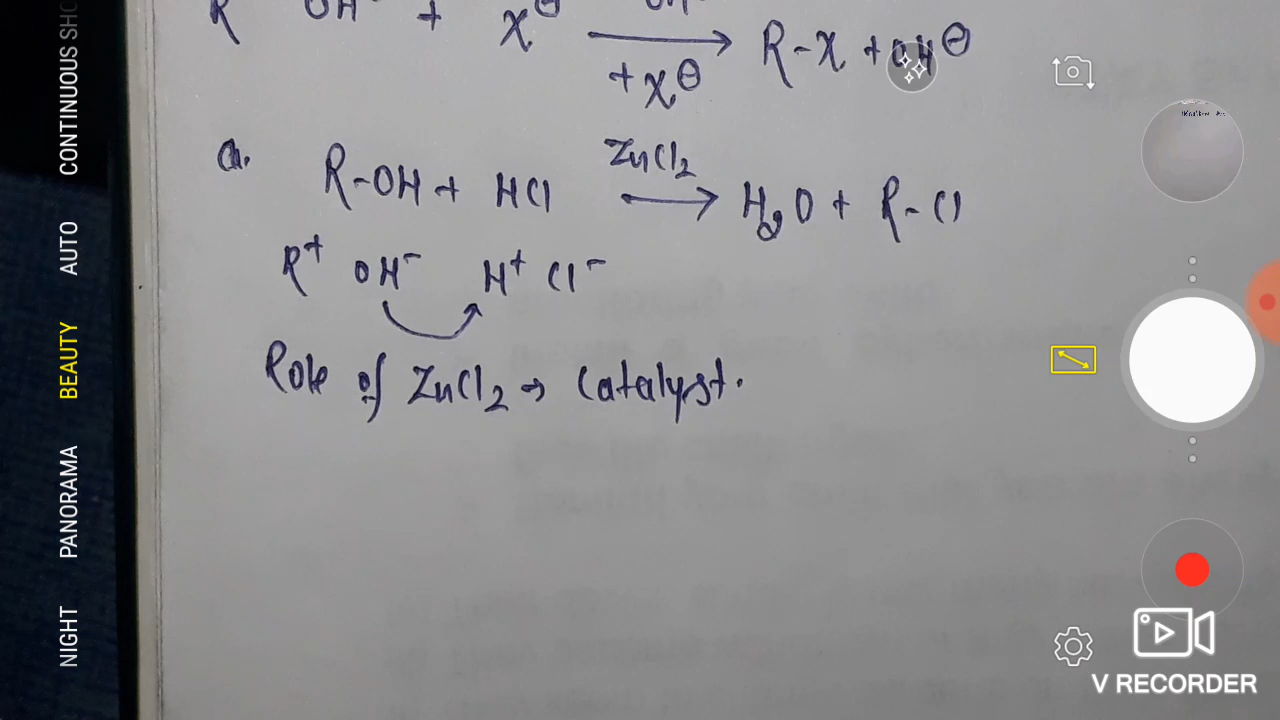 R OH + X⊖ ⟶ R-X + OH⊖
+X⊖
a. R-OH + HCl ⟶ H2O + R-Cl
ZnCl2
R+ OH- H+ Cl-
Role of ZnCl2 → Catalyst.
CONTINUOUS SHO
AUTO
BEAUTY
PANORAMA
NIGHT
V RECORDER